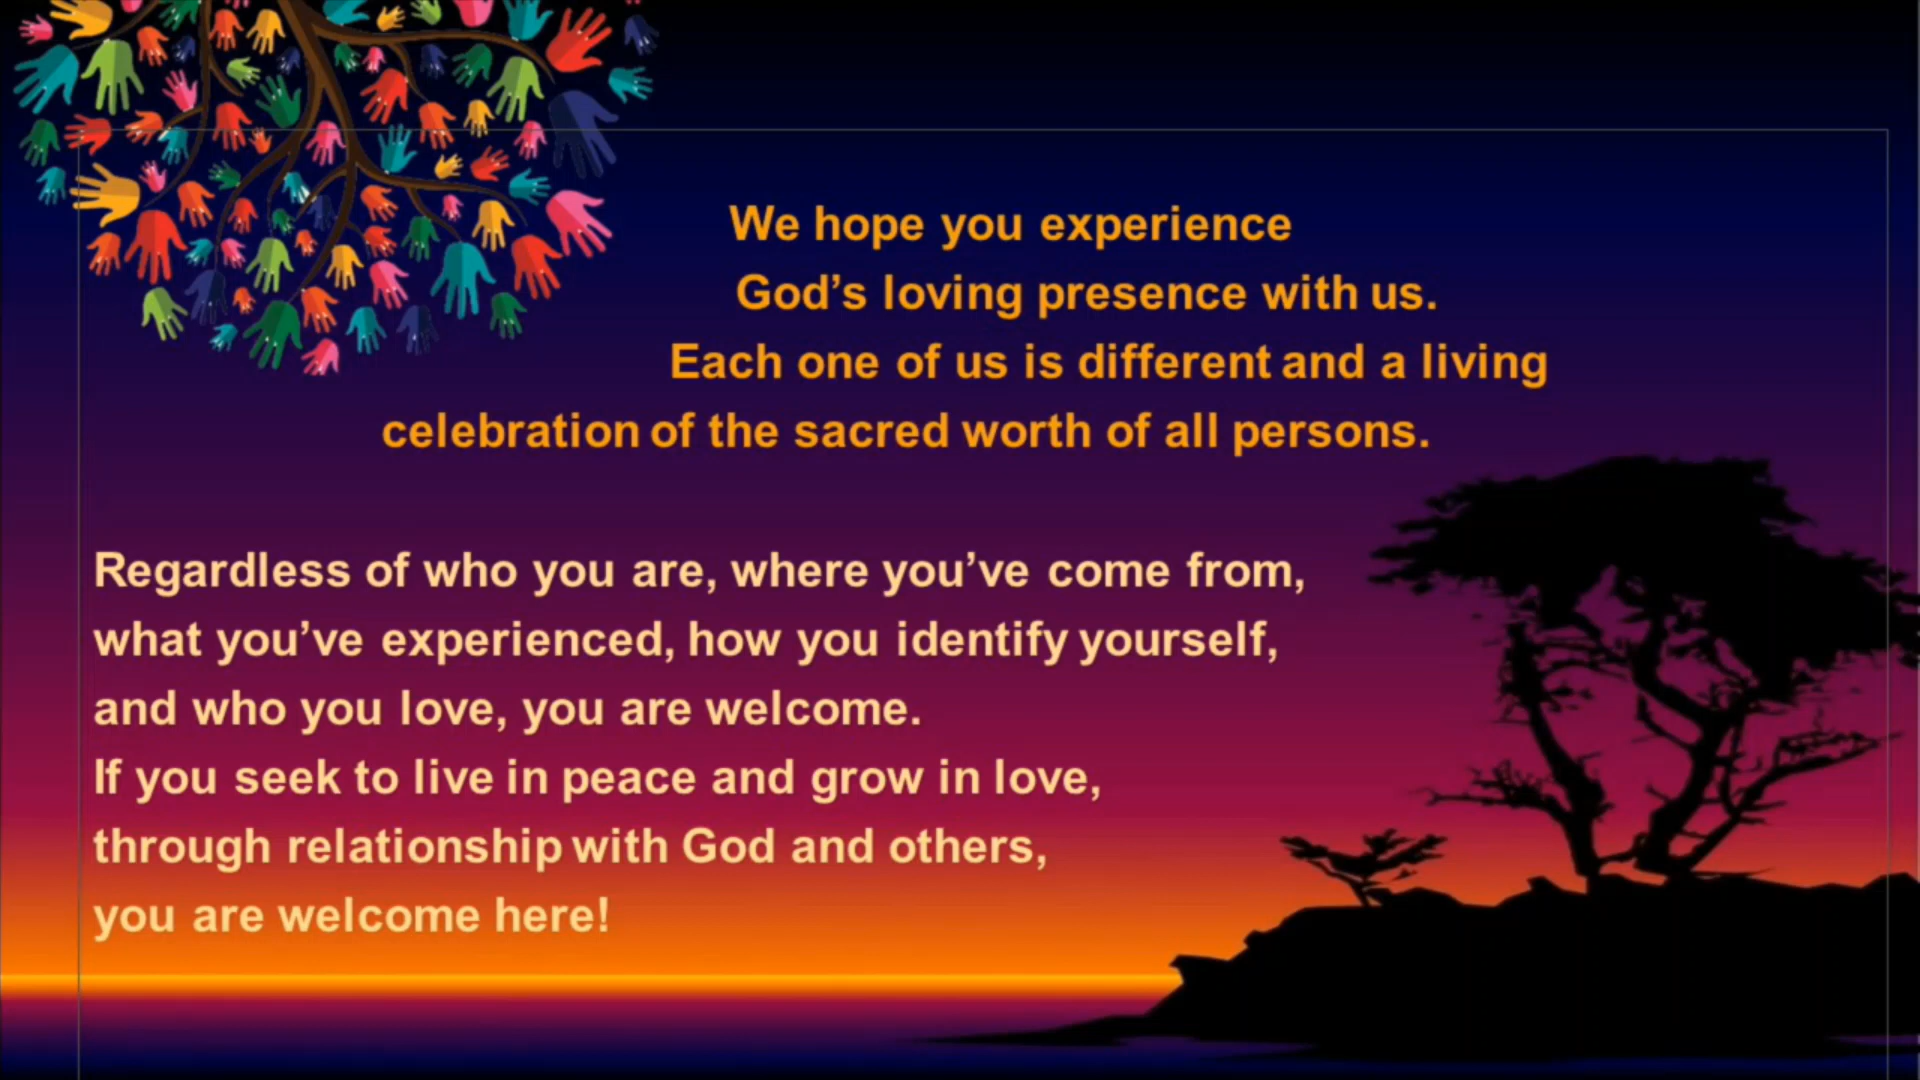 We hope you experience
God’s loving presence with us.
Each one of us is different and a living
celebration of the sacred worth of all persons.
Regardless of who you are, where you’ve come from,
what you’ve experienced, how you identify yourself,
and who you love, you are welcome.
If you seek to live in peace and grow in love,
through relationship with God and others,
you are welcome here!